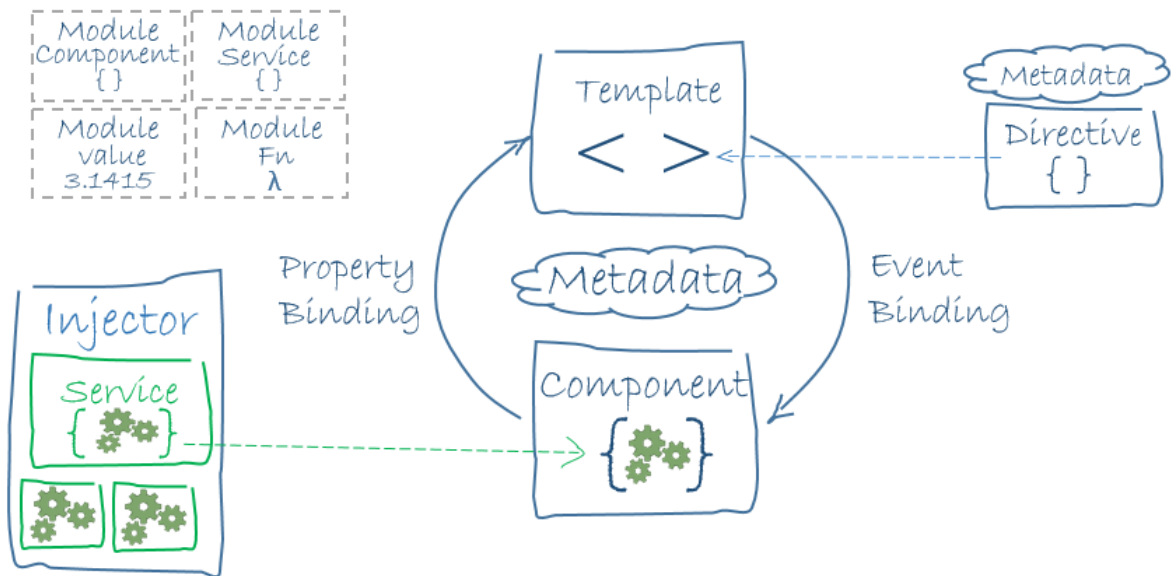 Module
Component
{ }
Module
Service
{ }
Module
value
3.1415
Module
Fn
λ
Template
< >
Metadata
Directive
{ }
Property
Binding
Metadata
Event
Binding
Injector
Service
{ }
Component
{ }